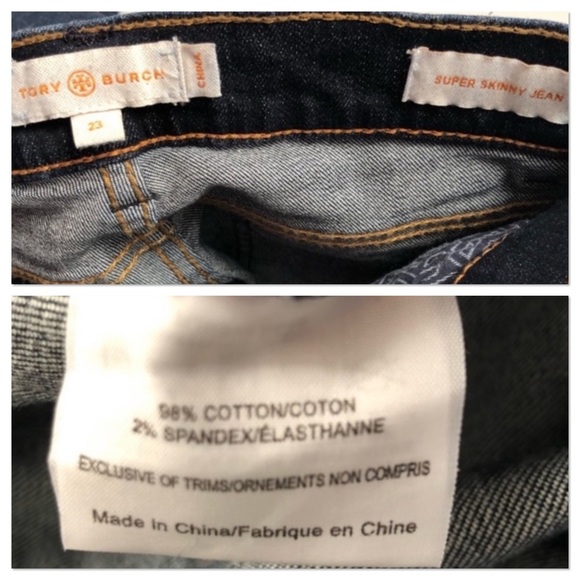 TORY BURCH
CHINA
23
SUPER SKINNY JEAN
98% COTTON/COTON
2% SPANDEX/ÉLASTHANNE
EXCLUSIVE OF TRIMS/ORNEMENTS NON COMPRIS
Made in China/Fabrique en Chine